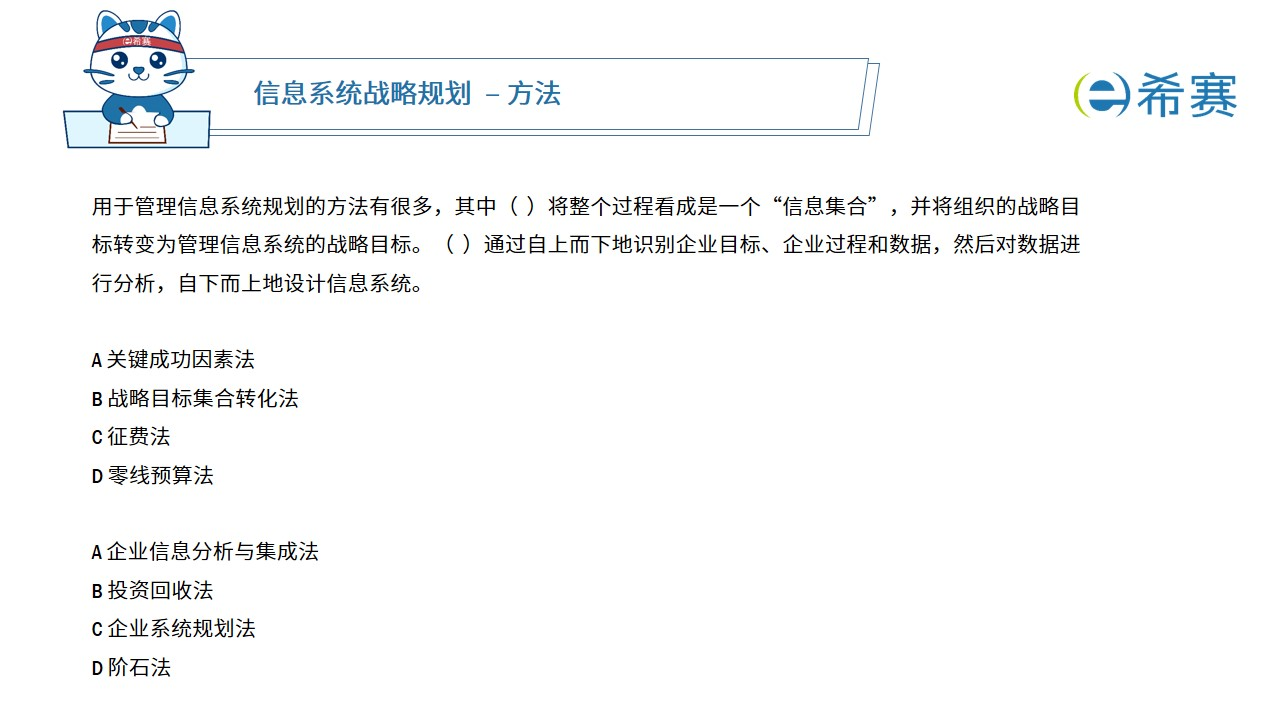 希赛
信息系统战略规划 – 方法
希赛
用于管理信息系统规划的方法有很多，其中（ ）将整个过程看成是一个“信息集合”，并将组织的战略目
标转变为管理信息系统的战略目标。（ ）通过自上而下地识别企业目标、企业过程和数据，然后对数据进
行分析，自下而上地设计信息系统。
A 关键成功因素法
B 战略目标集合转化法
C 征费法
D 零线预算法
A 企业信息分析与集成法
B 投资回收法
C 企业系统规划法
D 阶石法